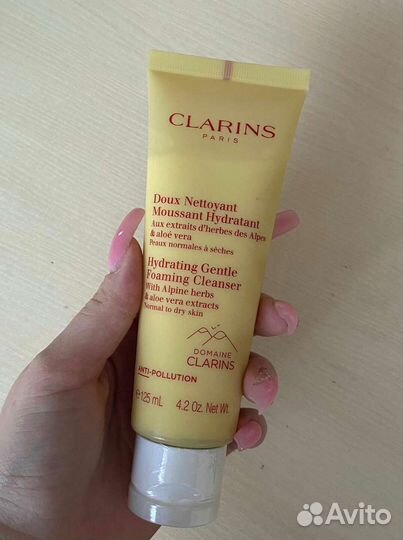 CLARINS
PARIS
Doux Nettoyant
Moussant Hydratant
Aux extraits d'herbes des Alpes
& aloé vera
Peaux normales à sèches
Hydrating Gentle
Foaming Cleanser
With Alpine herbs
& aloe vera extracts
Normal to dry skin
DOMAINE
CLARINS
ANTI-POLLUTION
℮125 mL 4.2 Oz. Net Wt.
Avito